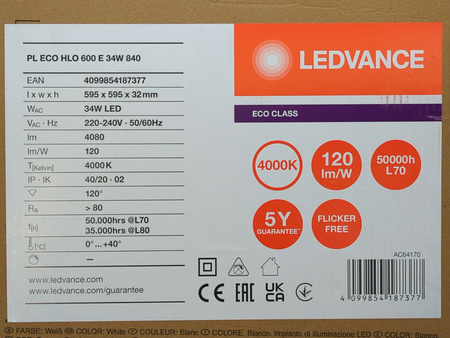 PL ECO HLO 600 E 34W 840
EAN 4099854187377
l x w x h 595 x 595 x 32 mm
WAC 34W LED
VAC · Hz 220-240V · 50/60Hz
lm 4080
lm/W 120
T[Kelvin] 4000K
IP · IK 40/20 · 02
120°
Ra > 80
t[h] 50.000hrs @L70
35.000hrs @L80
[°C] 0°...+40°
–
www.ledvance.com
www.ledvance.com/guarantee
LEDVANCE
ECO CLASS
4000K
120 lm/W
50000h L70
5Y GUARANTEE
FLICKER FREE
AC64170
CE EAC UK CA
4 099854 187377
FARBE: Weiß COLOR: White COULEUR: Blanc COLORE: Bianco, Impianto di illuminazione LED